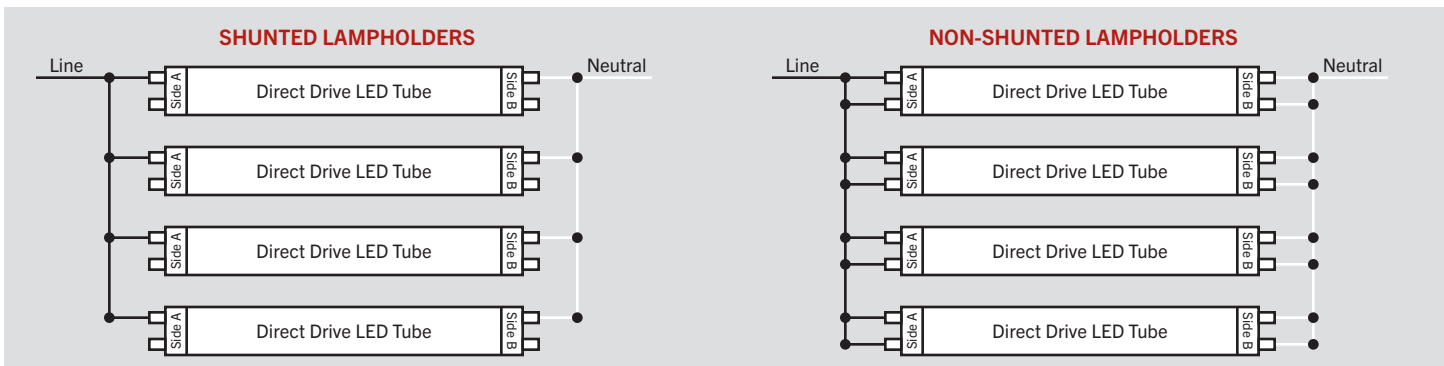 SHUNTED LAMPHOLDERS
Line
Neutral
Side A
Direct Drive LED Tube
Side B
Side A
Direct Drive LED Tube
Side B
Side A
Direct Drive LED Tube
Side B
Side A
Direct Drive LED Tube
Side B
NON-SHUNTED LAMPHOLDERS
Line
Neutral
Side A
Direct Drive LED Tube
Side B
Side A
Direct Drive LED Tube
Side B
Side A
Direct Drive LED Tube
Side B
Side A
Direct Drive LED Tube
Side B